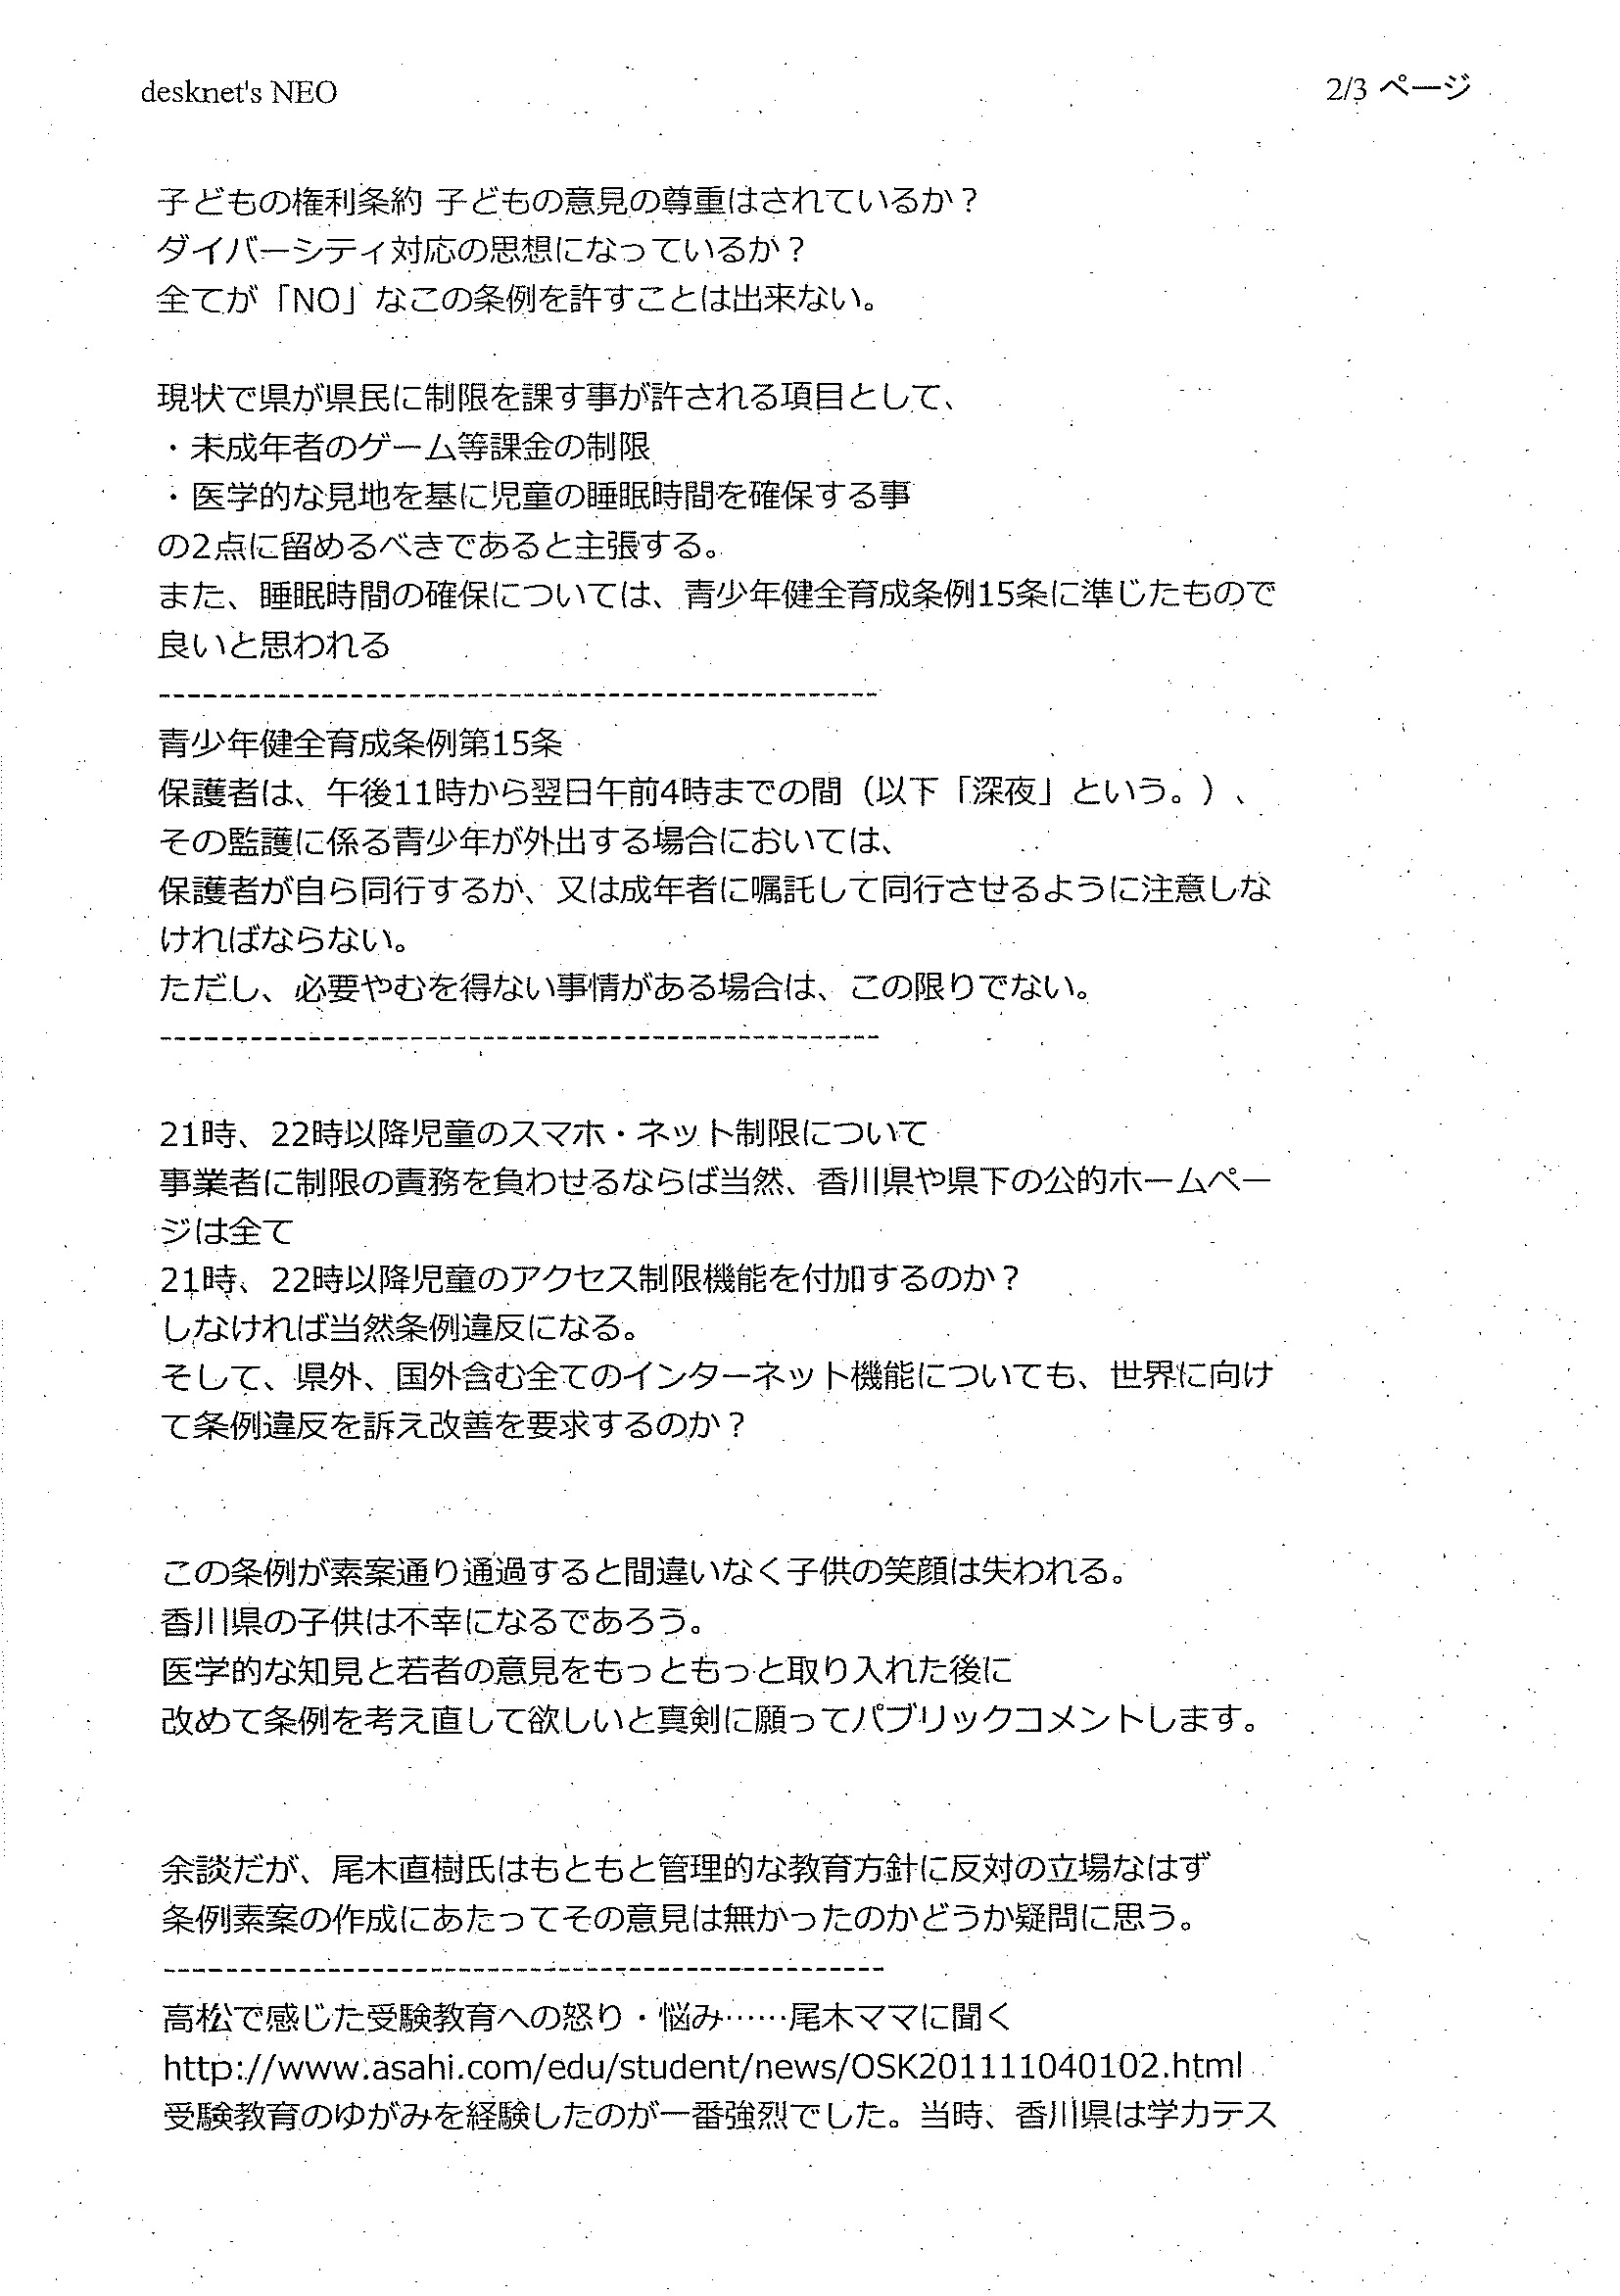 desknet's NEO
2/3 ページ
子どもの権利条約 子どもの意見の尊重はされているか？
ダイバーシティ対応の思想になっているか？
全てが「NO」なこの条例を許すことは出来ない。
現状で県が県民に制限を課す事が許される項目として、
・未成年者のゲーム等課金の制限
・医学的な見地を基に児童の睡眠時間を確保する事
の2点に留めるべきであると主張する。
また、睡眠時間の確保については、青少年健全育成条例15条に準じたもので
良いと思われる
------------------------------------------------
青少年健全育成条例第15条
保護者は、午後11時から翌日午前4時までの間（以下「深夜」という。）、
その監護に係る青少年が外出する場合においては、
保護者が自ら同行するか、又は成年者に嘱託して同行させるように注意しな
ければならない。
ただし、必要やむを得ない事情がある場合は、この限りでない。
------------------------------------------------
21時、22時以降児童のスマホ・ネット制限について
事業者に制限の責務を負わせるならば当然、香川県や県下の公的ホームペー
ジは全て
21時、22時以降児童のアクセス制限機能を付加するのか？
しなければ当然条例違反になる。
そして、県外、国外含む全てのインターネット機能についても、世界に向け
て条例違反を訴え改善を要求するのか？
この条例が素案通り通過すると間違いなく子供の笑顔は失われる。
香川県の子供は不幸になるであろう。
医学的な知見と若者の意見をもっともっと取り入れた後に
改めて条例を考え直して欲しいと真剣に願ってパブリックコメントします。
余談だが、尾木直樹氏はもともと管理的な教育方針に反対の立場なはず
条例素案の作成にあたってその意見は無かったのかどうか疑問に思う。
------------------------------------------------
高松で感じた受験教育への怒り・悩み……尾木ママに聞く
http://www.asahi.com/edu/student/news/OSK201111040102.html
受験教育のゆがみを経験したのが一番強烈でした。当時、香川県は学力テス